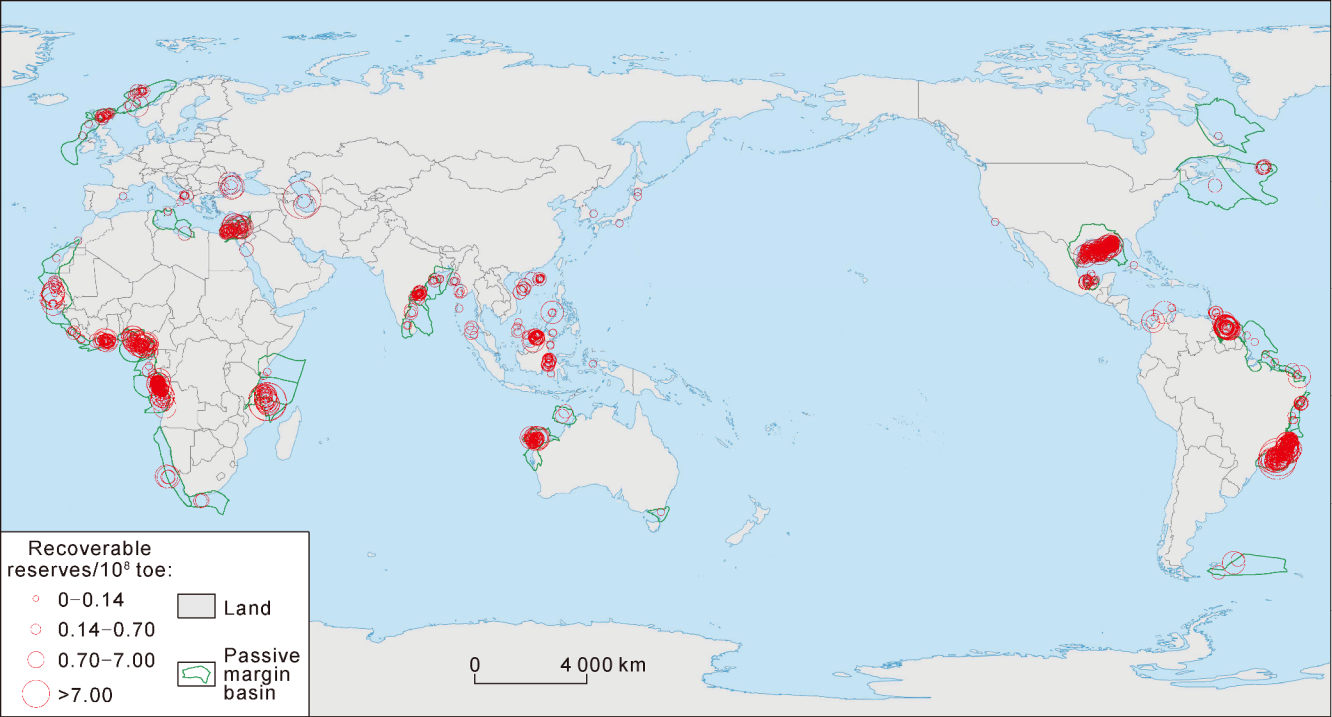 Recoverable
reserves/10⁸ toe:
0–0.14
0.14–0.70
0.70–7.00
>7.00
Land
Passive
margin
basin
0 4 000 km